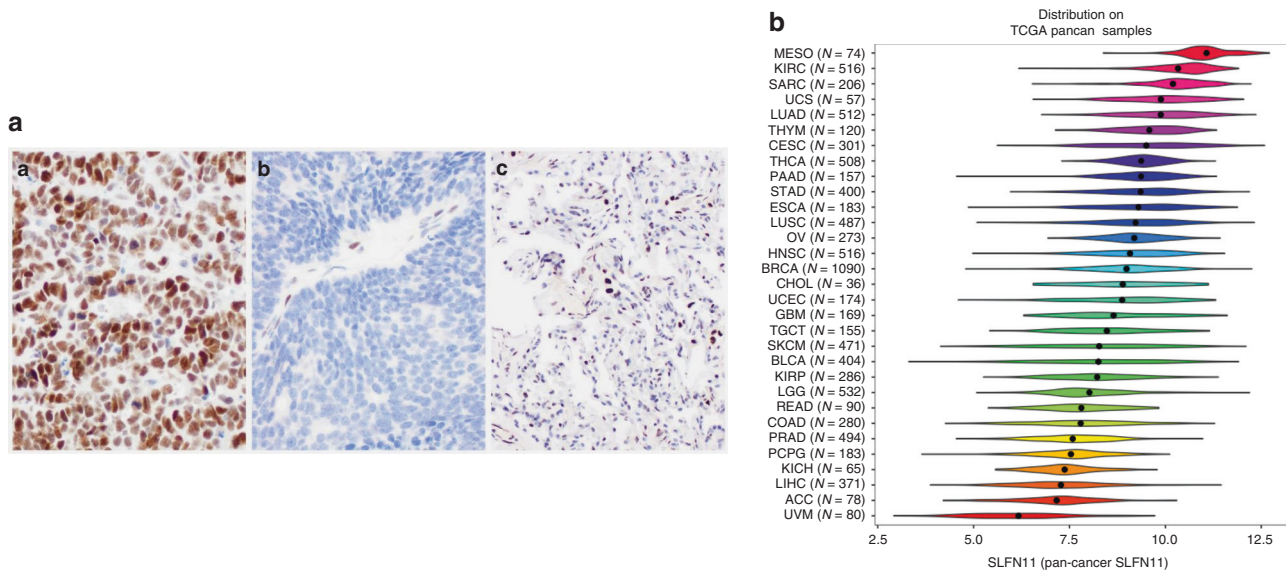 a
a
b
c
b
Distribution on
TCGA pancan samples
MESO (N = 74)
KIRC (N = 516)
SARC (N = 206)
UCS (N = 57)
LUAD (N = 512)
THYM (N = 120)
CESC (N = 301)
THCA (N = 508)
PAAD (N = 157)
STAD (N = 400)
ESCA (N = 183)
LUSC (N = 487)
OV (N = 273)
HNSC (N = 516)
BRCA (N = 1090)
CHOL (N = 36)
UCEC (N = 174)
GBM (N = 169)
TGCT (N = 155)
SKCM (N = 471)
BLCA (N = 404)
KIRP (N = 286)
LGG (N = 532)
READ (N = 90)
COAD (N = 280)
PRAD (N = 494)
PCPG (N = 183)
KICH (N = 65)
LIHC (N = 371)
ACC (N = 78)
UVM (N = 80)
2.5 5.0 7.5 10.0 12.5
SLFN11 (pan-cancer SLFN11)